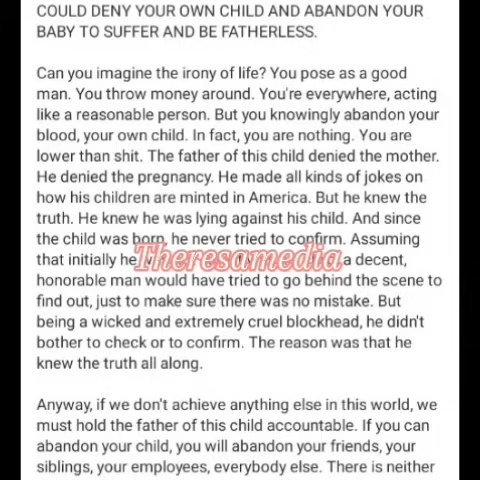 COULD DENY YOUR OWN CHILD AND ABANDON YOUR
BABY TO SUFFER AND BE FATHERLESS.
Can you imagine the irony of life? You pose as a good
man. You throw money around. You're everywhere, acting
like a reasonable person. But you knowingly abandon your
blood, your own child. In fact, you are nothing. You are
lower than shit. The father of this child denied the mother.
He denied the pregnancy. He made all kinds of jokes on
how his children are minted in America. But he knew the
truth. He knew he was lying against his child. And since
the child was born, he never tried to confirm. Assuming
that initially he a decent,
Theresamedia
honorable man would have tried to go behind the scene to
find out, just to make sure there was no mistake. But
being a wicked and extremely cruel blockhead, he didn't
bother to check or to confirm. The reason was that he
knew the truth all along.
Anyway, if we don't achieve anything else in this world, we
must hold the father of this child accountable. If you can
abandon your child, you will abandon your friends, your
siblings, your employees, everybody else. There is neither